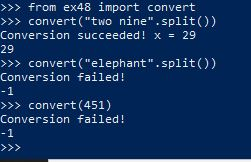 >>> from ex48 import convert
>>> convert("two nine".split())
Conversion succeeded! x = 29
29
>>> convert("elephant".split())
Conversion failed!
-1
>>> convert(451)
Conversion failed!
-1
>>>